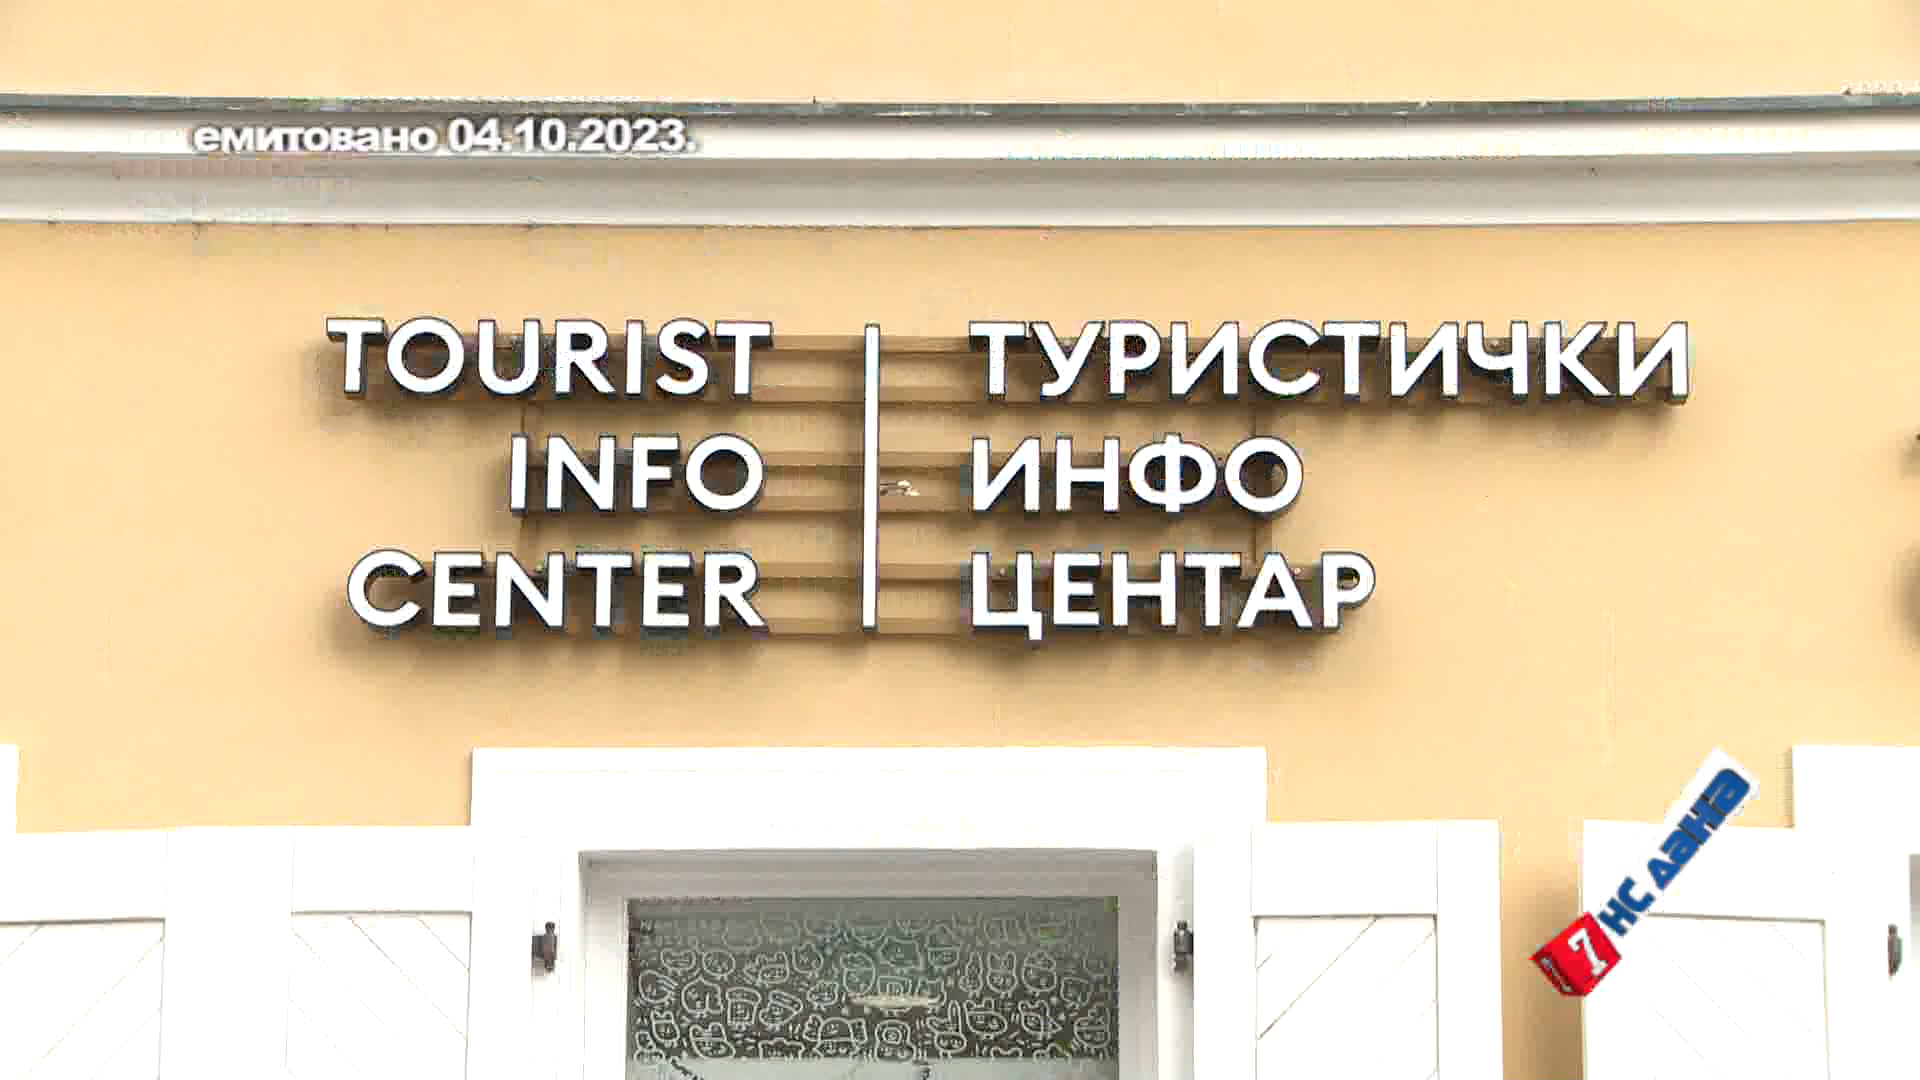 емитовано 04.10.2023.
TOURIST
INFO
CENTER
ТУРИСТИЧКИ
ИНФО
ЦЕНТАР
7 НС дана